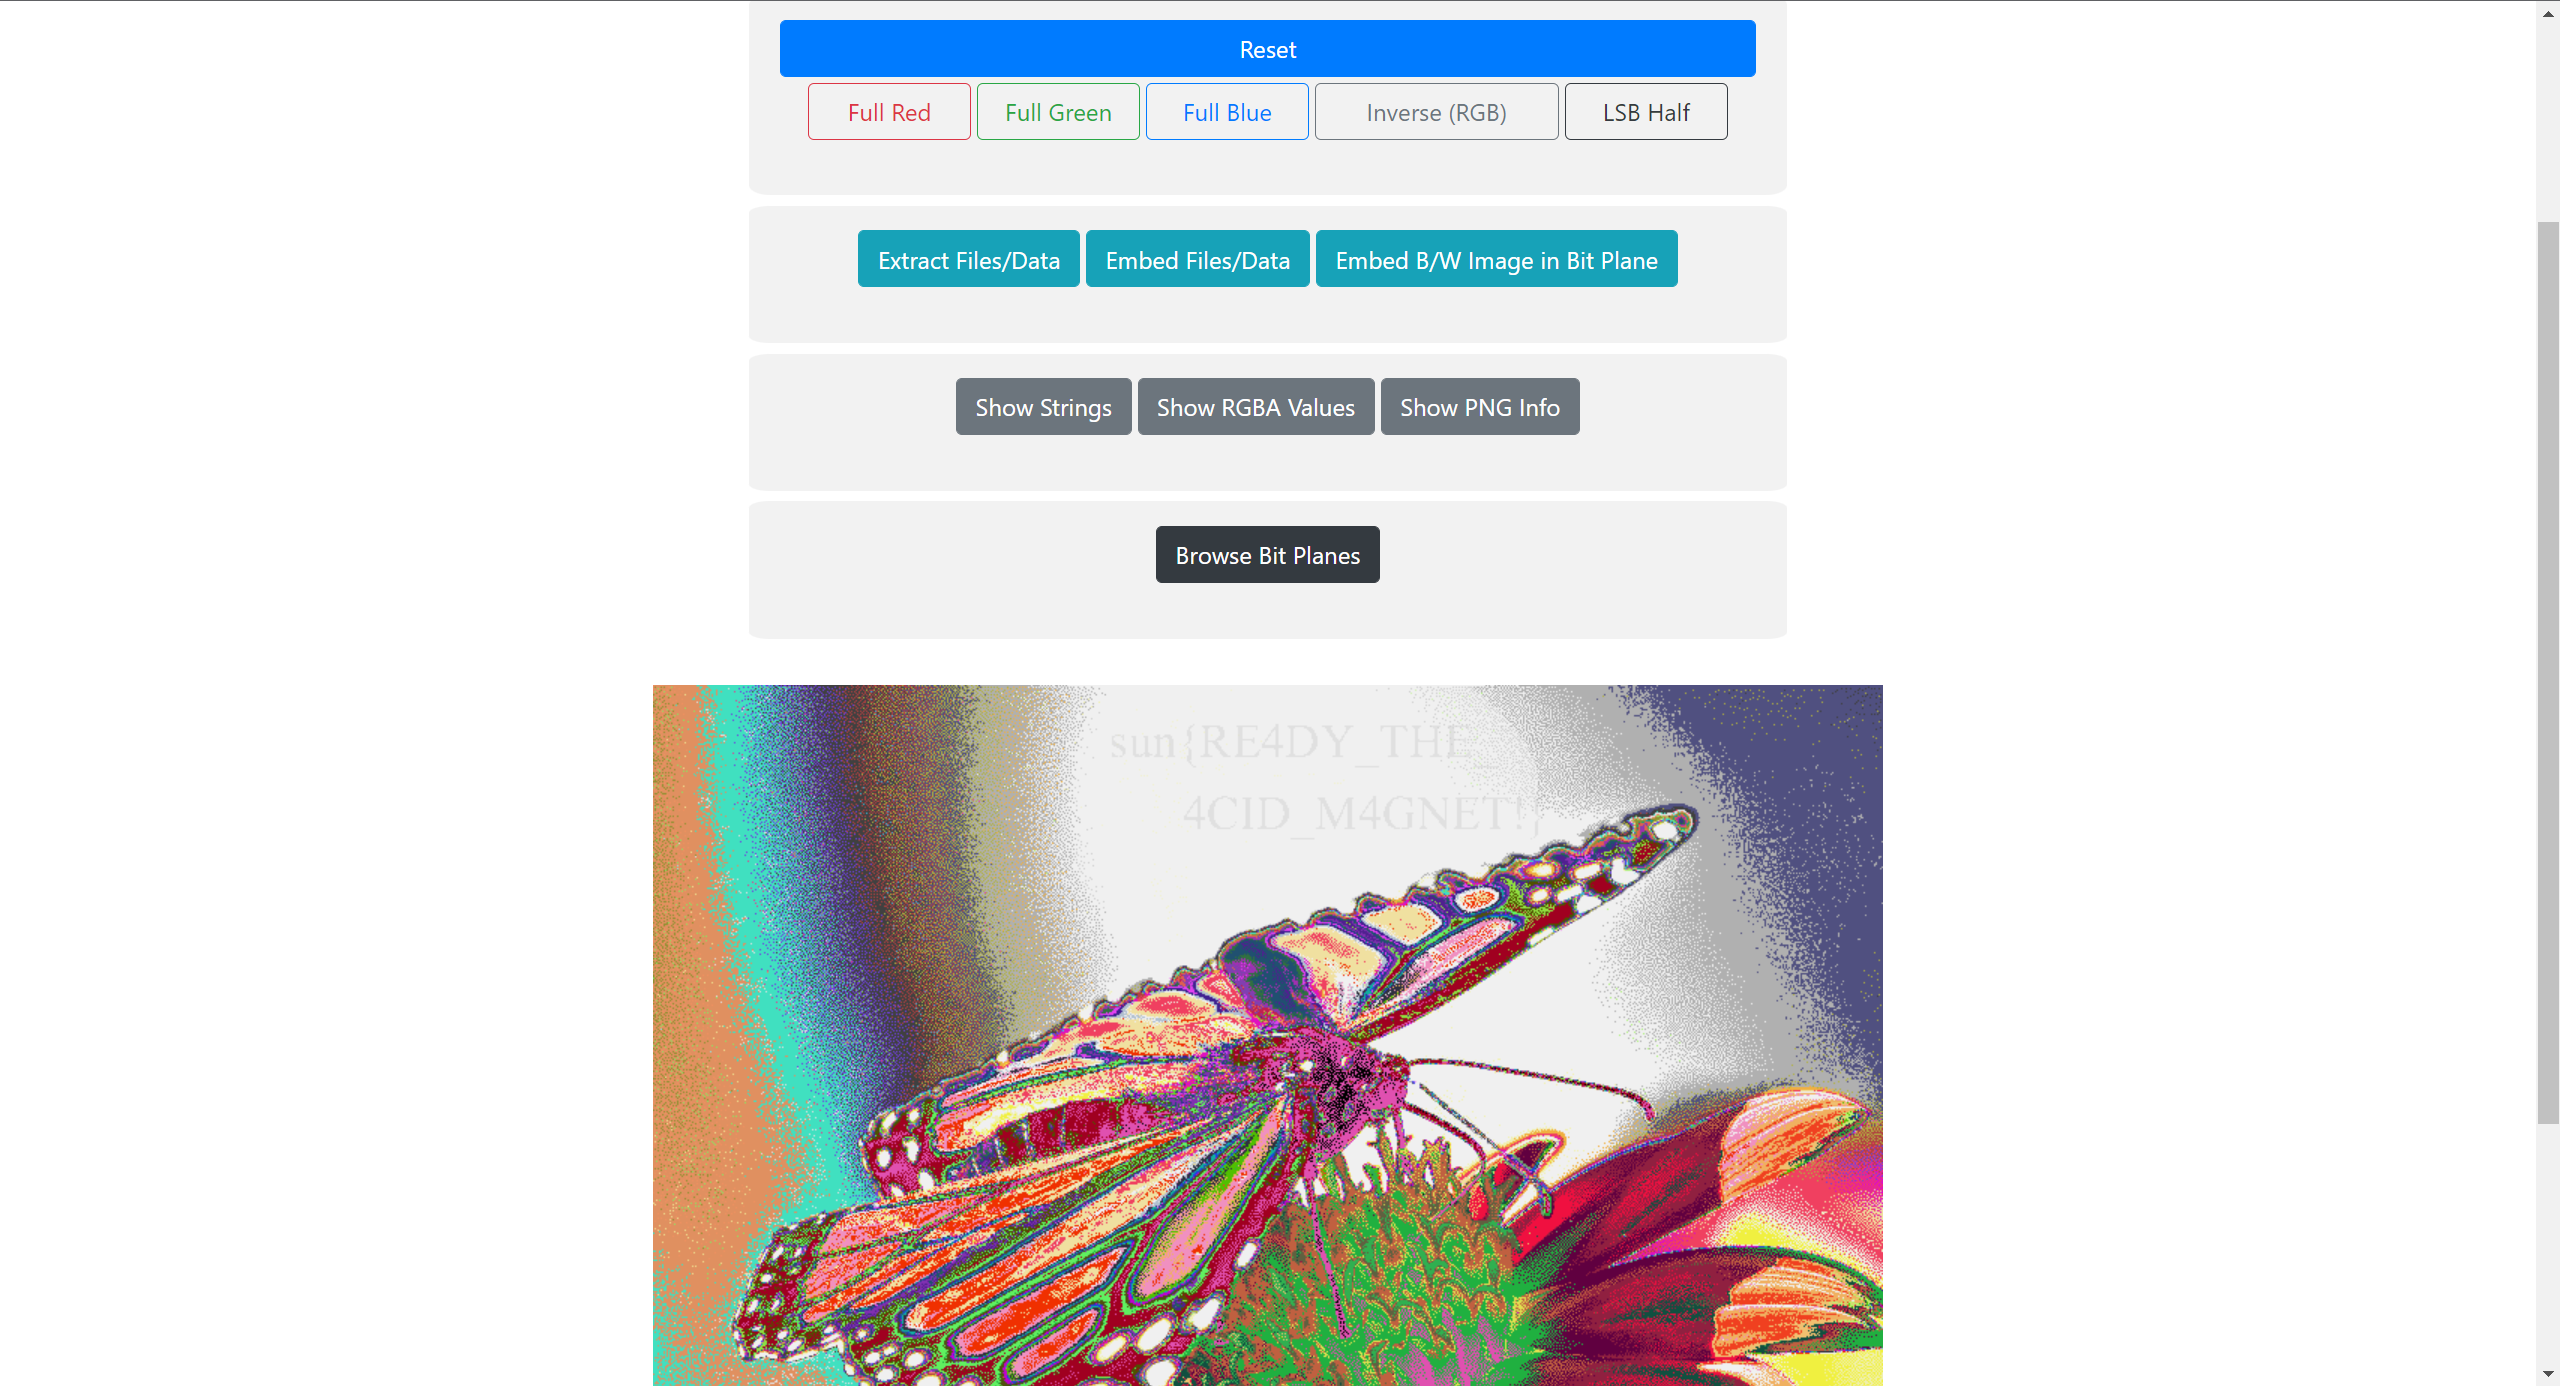 Reset
Full Red Full Green Full Blue Inverse (RGB) LSB Half
Extract Files/Data Embed Files/Data Embed B/W Image in Bit Plane
Show Strings Show RGBA Values Show PNG Info
Browse Bit Planes
sun{RE4DY_THE_
4CID_M4GNET!}